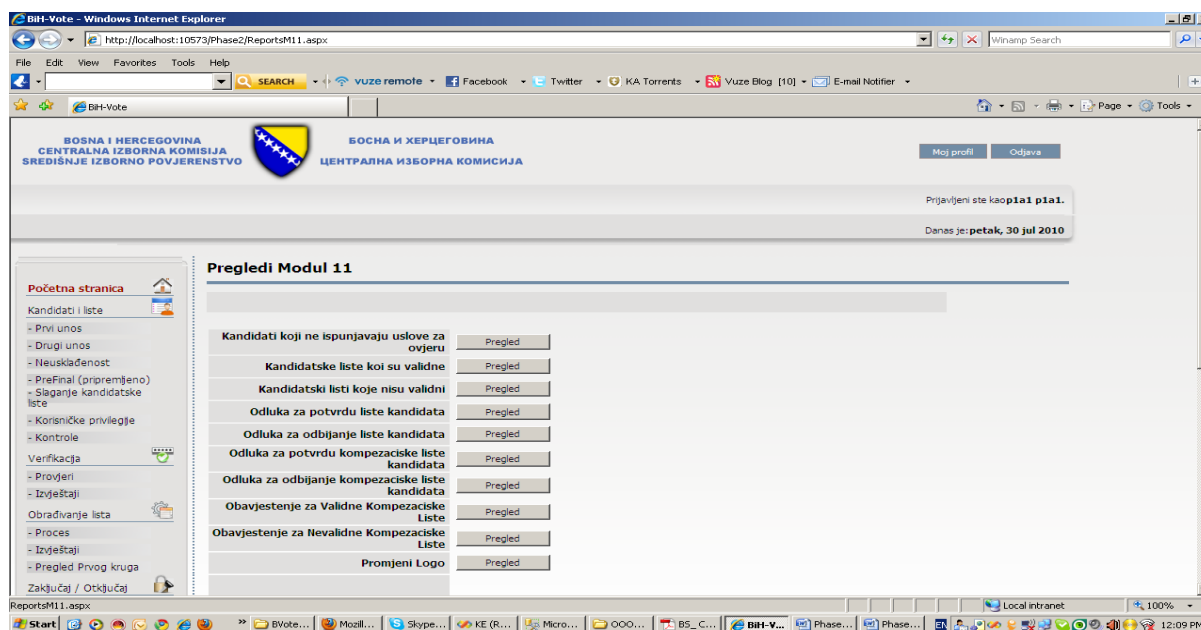 BiH-Vote - Windows Internet Explorer
http://localhost:10573/Phase2/ReportsM11.aspx
Winamp Search
File Edit View Favorites Tools Help
SEARCH vuze remote Facebook Twitter KA Torrents Vuze Blog [10] E-mail Notifier
BiH-Vote
Page Tools
BOSNA I HERCEGOVINA
CENTRALNA IZBORNA KOMISIJA
SREDIŠNJE IZBORNO POVJERENSTVO
БОСНА И ХЕРЦЕГОВИНА
ЦЕНТРАЛНА ИЗБОРНА КОМИСИЈА
Moj profil Odjava
Prijavljeni ste kaop1a1 p1a1.
Danas je:petak, 30 jul 2010
Početna stranica
Kandidati i liste
- Prvi unos
- Drugi unos
- Neusklađenost
- PreFinal (pripremljeno)
- Slaganje kandidatske
liste
- Korisničke privilegije
- Kontrole
Verifikacija
- Provjeri
- Izvještaji
Obrađivanje lista
- Proces
- Izvještaji
- Pregled Prvog kruga
Zaključaj / Otključaj
Pregledi Modul 11
Kandidati koji ne ispunjavaju uslove za
ovjeru Pregled
Kandidatske liste koi su validne Pregled
Kandidatski listi koje nisu validni Pregled
Odluka za potvrdu liste kandidata Pregled
Odluka za odbijanje liste kandidata Pregled
Odluka za potvrdu kompezaciske liste
kandidata Pregled
Odluka za odbijanje kompezaciske liste
kandidata Pregled
Obavjestenje za Validne Kompezaciske
Liste Pregled
Obavjestenje za Nevalidne Kompezaciske
Liste Pregled
Promjeni Logo Pregled
ReportsM11.aspx
Local intranet 100%
Start BVote... Mozill... Skype... KE (R... Micro... OOO... BS_ C... BiH-V... Phase... Phase... EN 12:09 PM